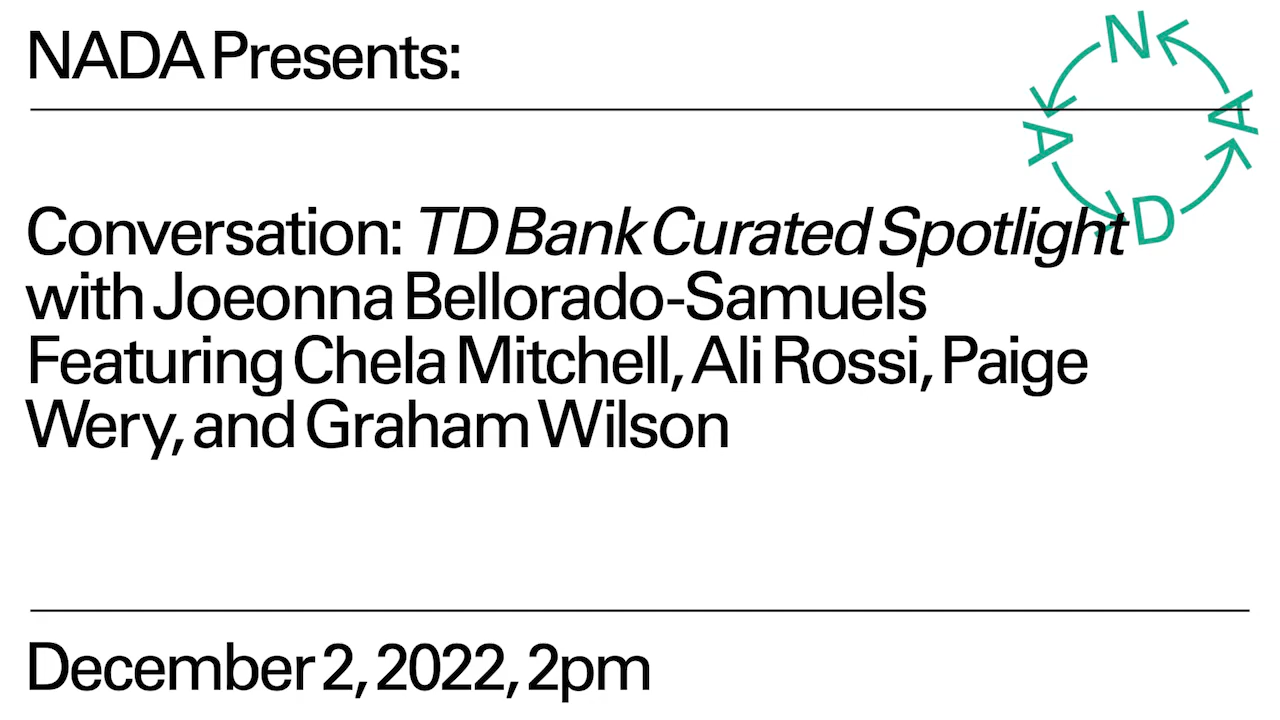 NADA Presents:
N A D A
Conversation: TD Bank Curated Spotlight
with Joeonna Bellorado-Samuels
Featuring Chela Mitchell, Ali Rossi, Paige
Wery, and Graham Wilson
December 2, 2022, 2pm